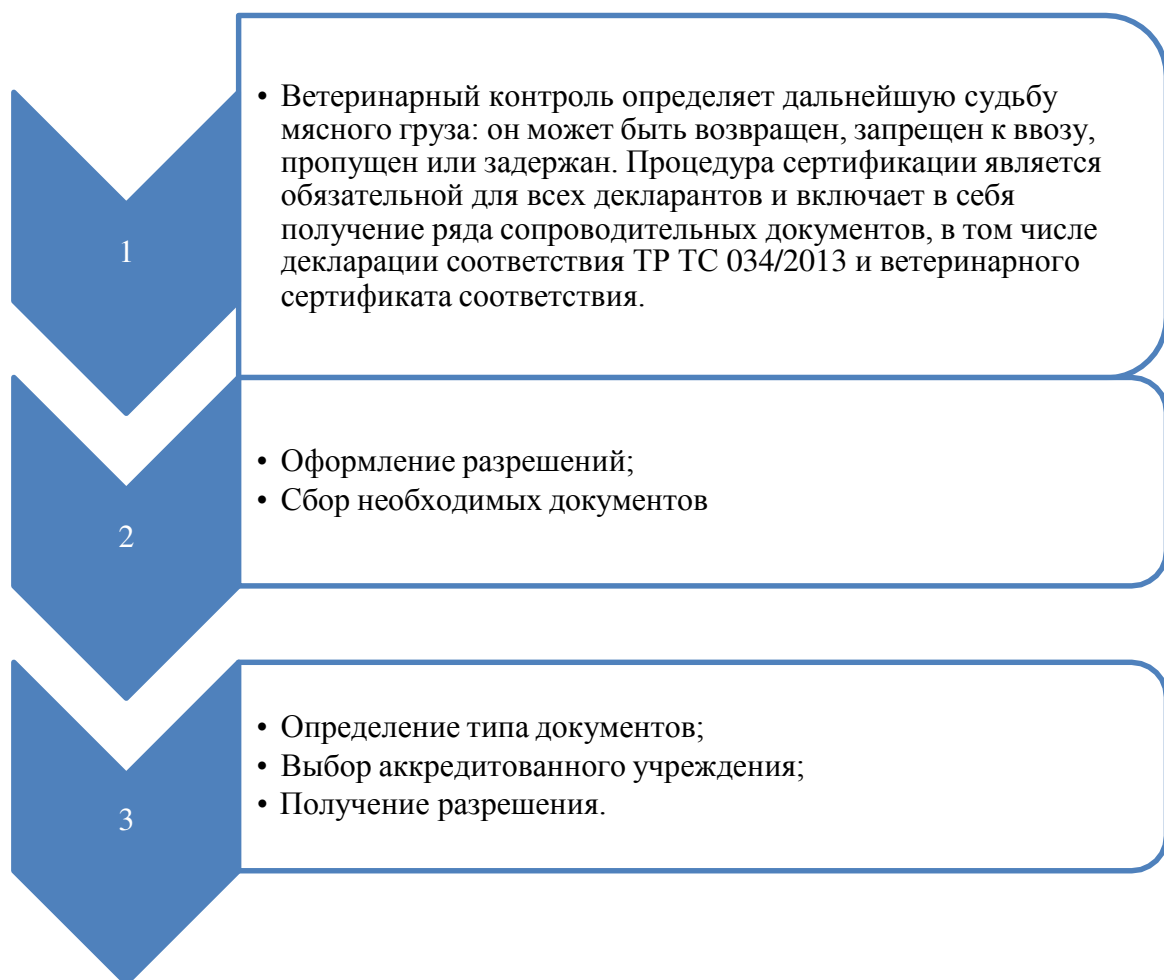 • Ветеринарный контроль определяет дальнейшую судьбу
мясного груза: он может быть возвращен, запрещен к ввозу,
пропущен или задержан. Процедура сертификации является
обязательной для всех декларантов и включает в себя
получение ряда сопроводительных документов, в том числе
декларации соответствия ТР ТС 034/2013 и ветеринарного
сертификата соответствия.
1
• Оформление разрешений;
• Сбор необходимых документов
2
• Определение типа документов;
• Выбор аккредитованного учреждения;
• Получение разрешения.
3